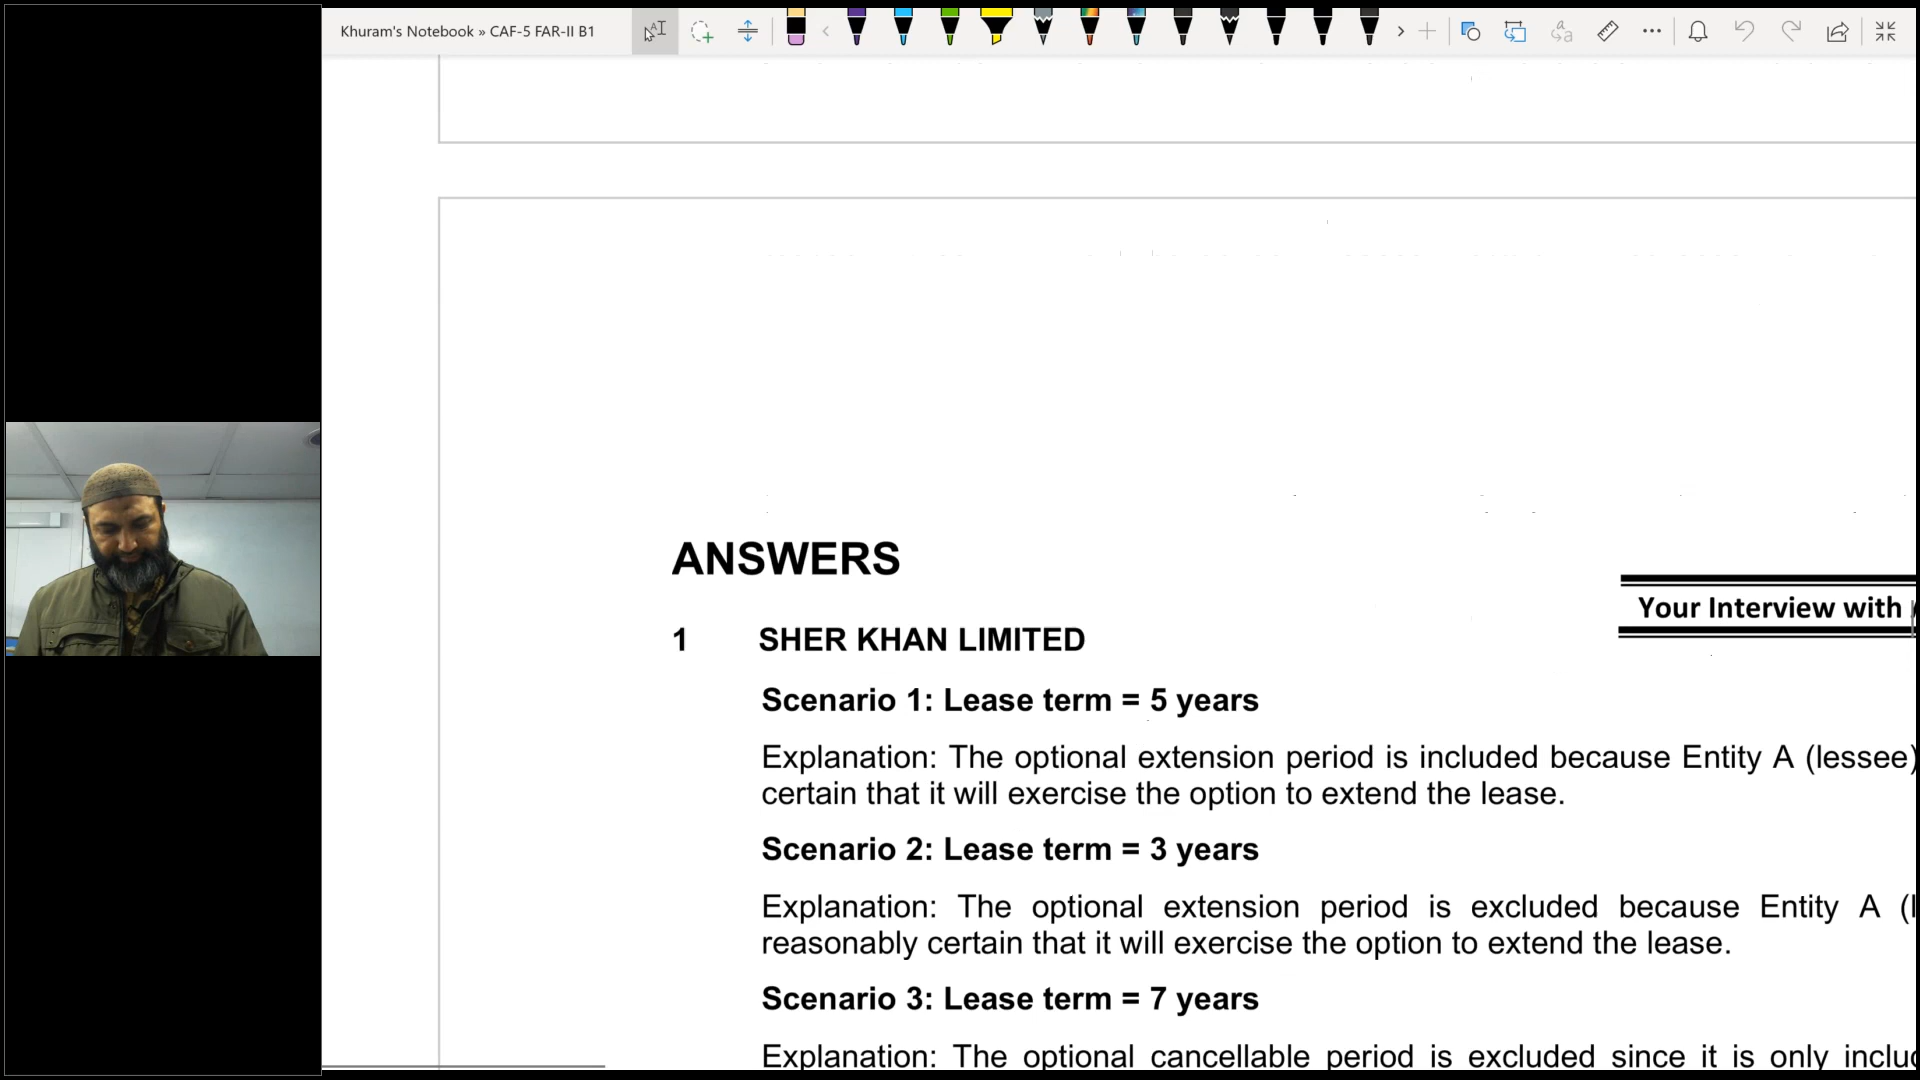 Khuram's Notebook » CAF-5 FAR-II B1
ANSWERS
Your Interview with
1 SHER KHAN LIMITED
Scenario 1: Lease term = 5 years
Explanation: The optional extension period is included because Entity A (lessee)
certain that it will exercise the option to extend the lease.
Scenario 2: Lease term = 3 years
Explanation: The optional extension period is excluded because Entity A (l
reasonably certain that it will exercise the option to extend the lease.
Scenario 3: Lease term = 7 years
Explanation: The optional cancellable period is excluded since it is only inclu